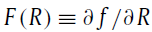 F(R) ≡ ∂f/∂R